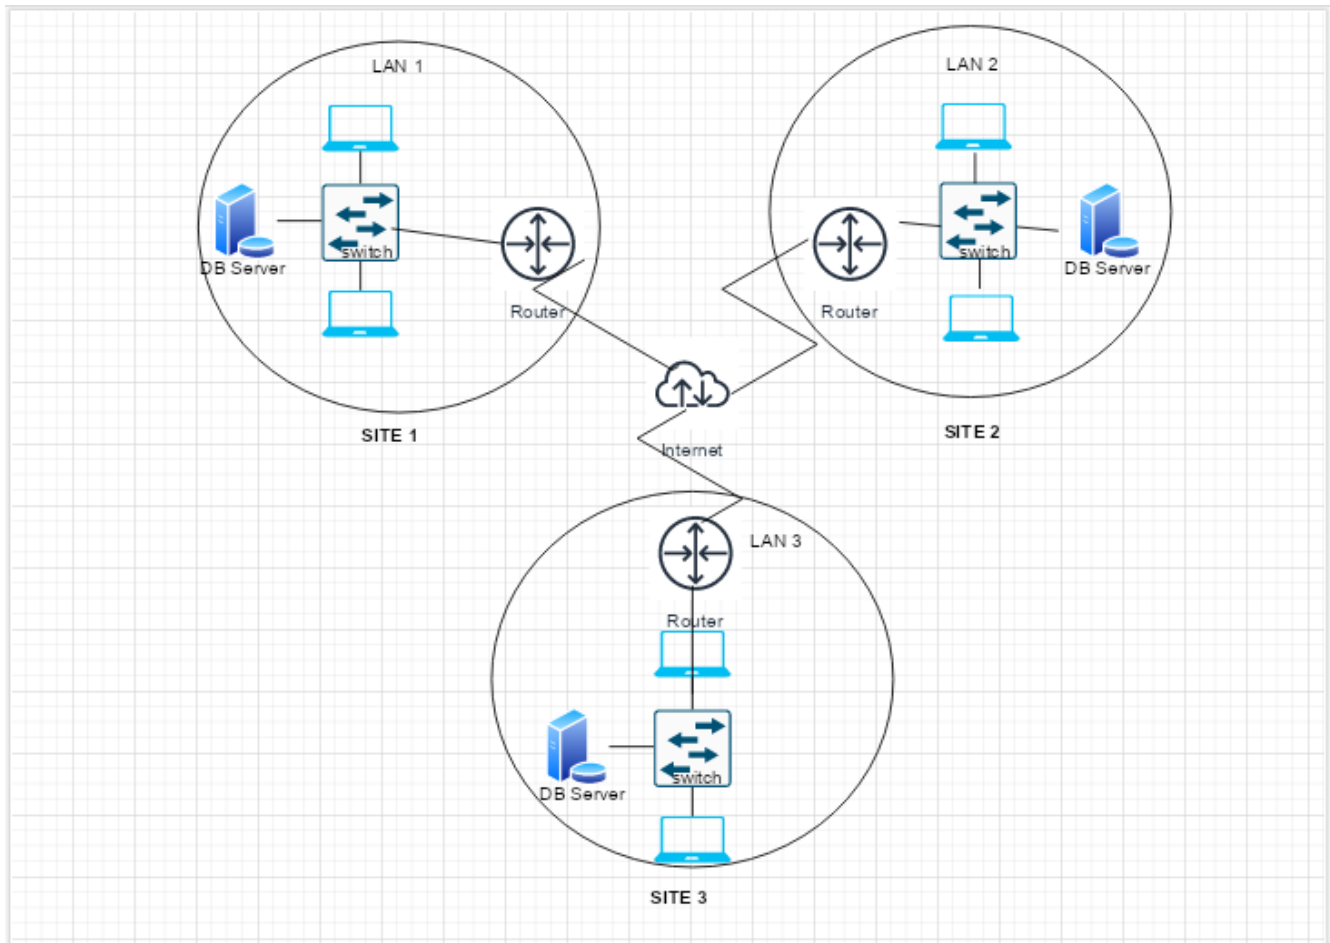 LAN 1
switch
DB Server
Router
SITE 1
LAN 2
switch
DB Server
Router
SITE 2
Internet
LAN 3
Router
switch
DB Server
SITE 3